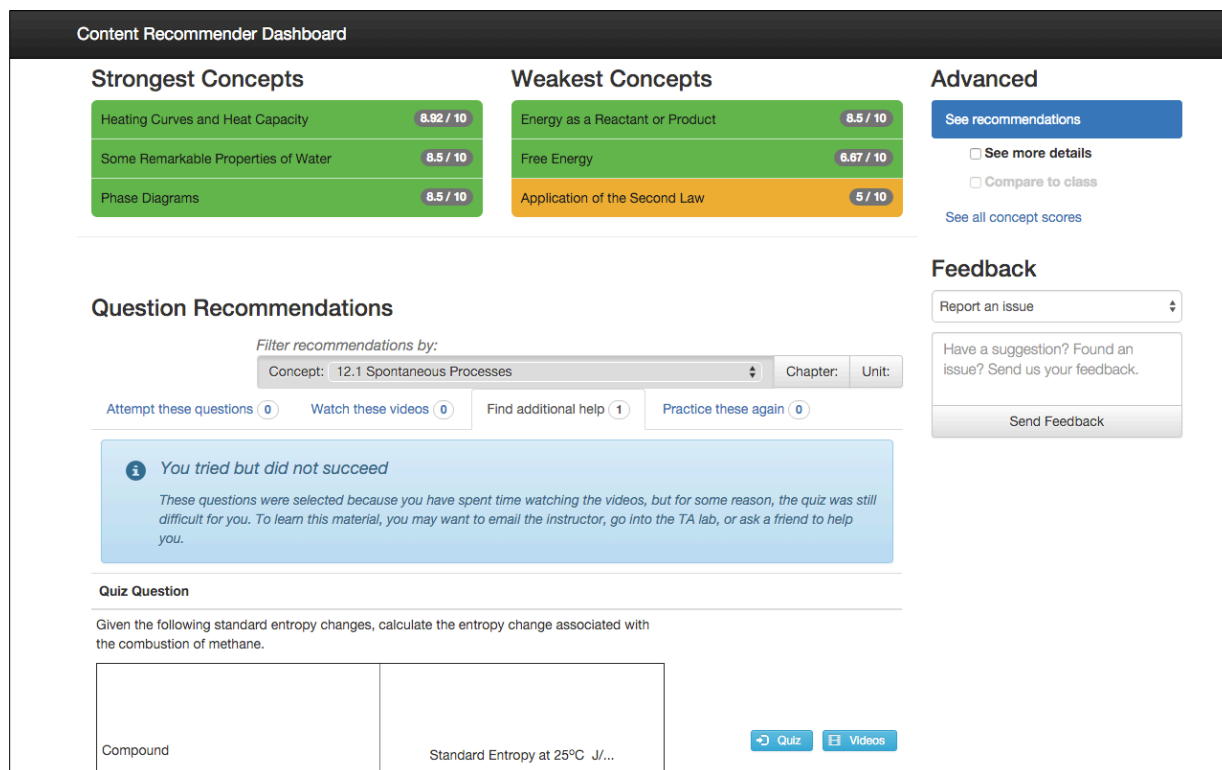 Content Recommender Dashboard
Strongest Concepts
Heating Curves and Heat Capacity 8.92 / 10
Some Remarkable Properties of Water 8.5 / 10
Phase Diagrams 8.5 / 10
Weakest Concepts
Energy as a Reactant or Product 8.5 / 10
Free Energy 6.67 / 10
Application of the Second Law 5 / 10
Advanced
See recommendations
See more details
Compare to class
See all concept scores
Feedback
Report an issue
Have a suggestion? Found an
issue? Send us your feedback.
Send Feedback
Question Recommendations
Filter recommendations by:
Concept: 12.1 Spontaneous Processes Chapter: Unit:
Attempt these questions 0 Watch these videos 0 Find additional help 1 Practice these again 0
You tried but did not succeed
These questions were selected because you have spent time watching the videos, but for some reason, the quiz was still
difficult for you. To learn this material, you may want to email the instructor, go into the TA lab, or ask a friend to help
you.
Quiz Question
Given the following standard entropy changes, calculate the entropy change associated with
the combustion of methane.
Compound Standard Entropy at 25ºC J/...
Quiz Videos